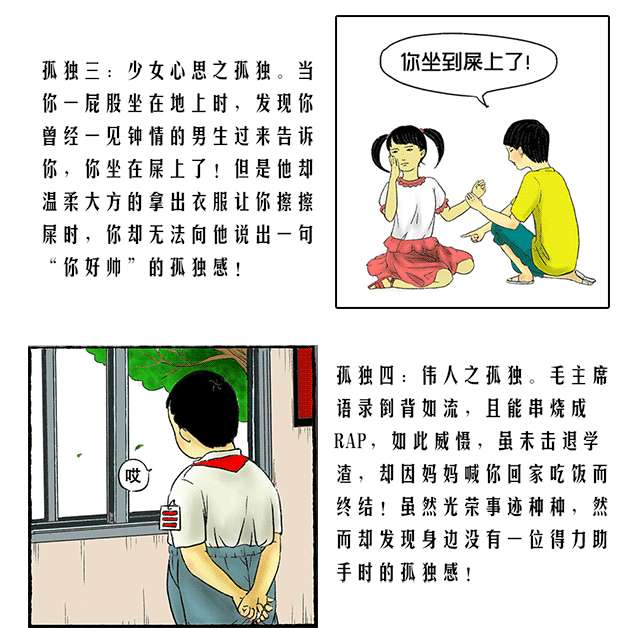 孤独三：少女心思之孤独。当
你一屁股坐在地上时，发现你
曾经一见钟情的男生过来告诉
你，你坐在屎上了！但是他却
温柔大方的拿出衣服让你擦擦
屎时，你却无法向他说出一句
“你好帅”的孤独感！
你坐到屎上了！
哎
孤独四：伟人之孤独。毛主席
语录倒背如流，且能串烧成
RAP，如此威慑，虽未击退学
渣，却因妈妈喊你回家吃饭而
终结！虽然光荣事迹种种，然
而却发现身边没有一位得力助
手时的孤独感！